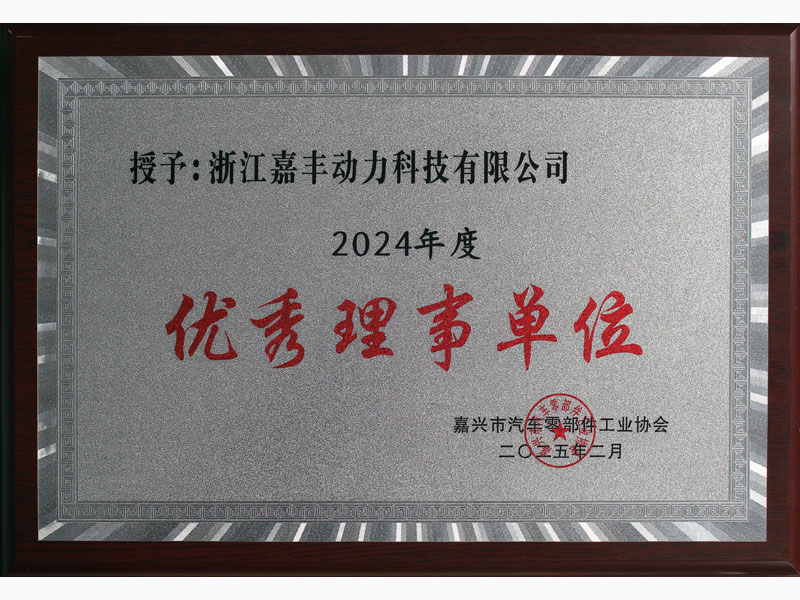 授予:浙江嘉丰动力科技有限公司
2024年度
优秀理事单位
嘉兴市汽车零部件工业协会
二〇二五年二月